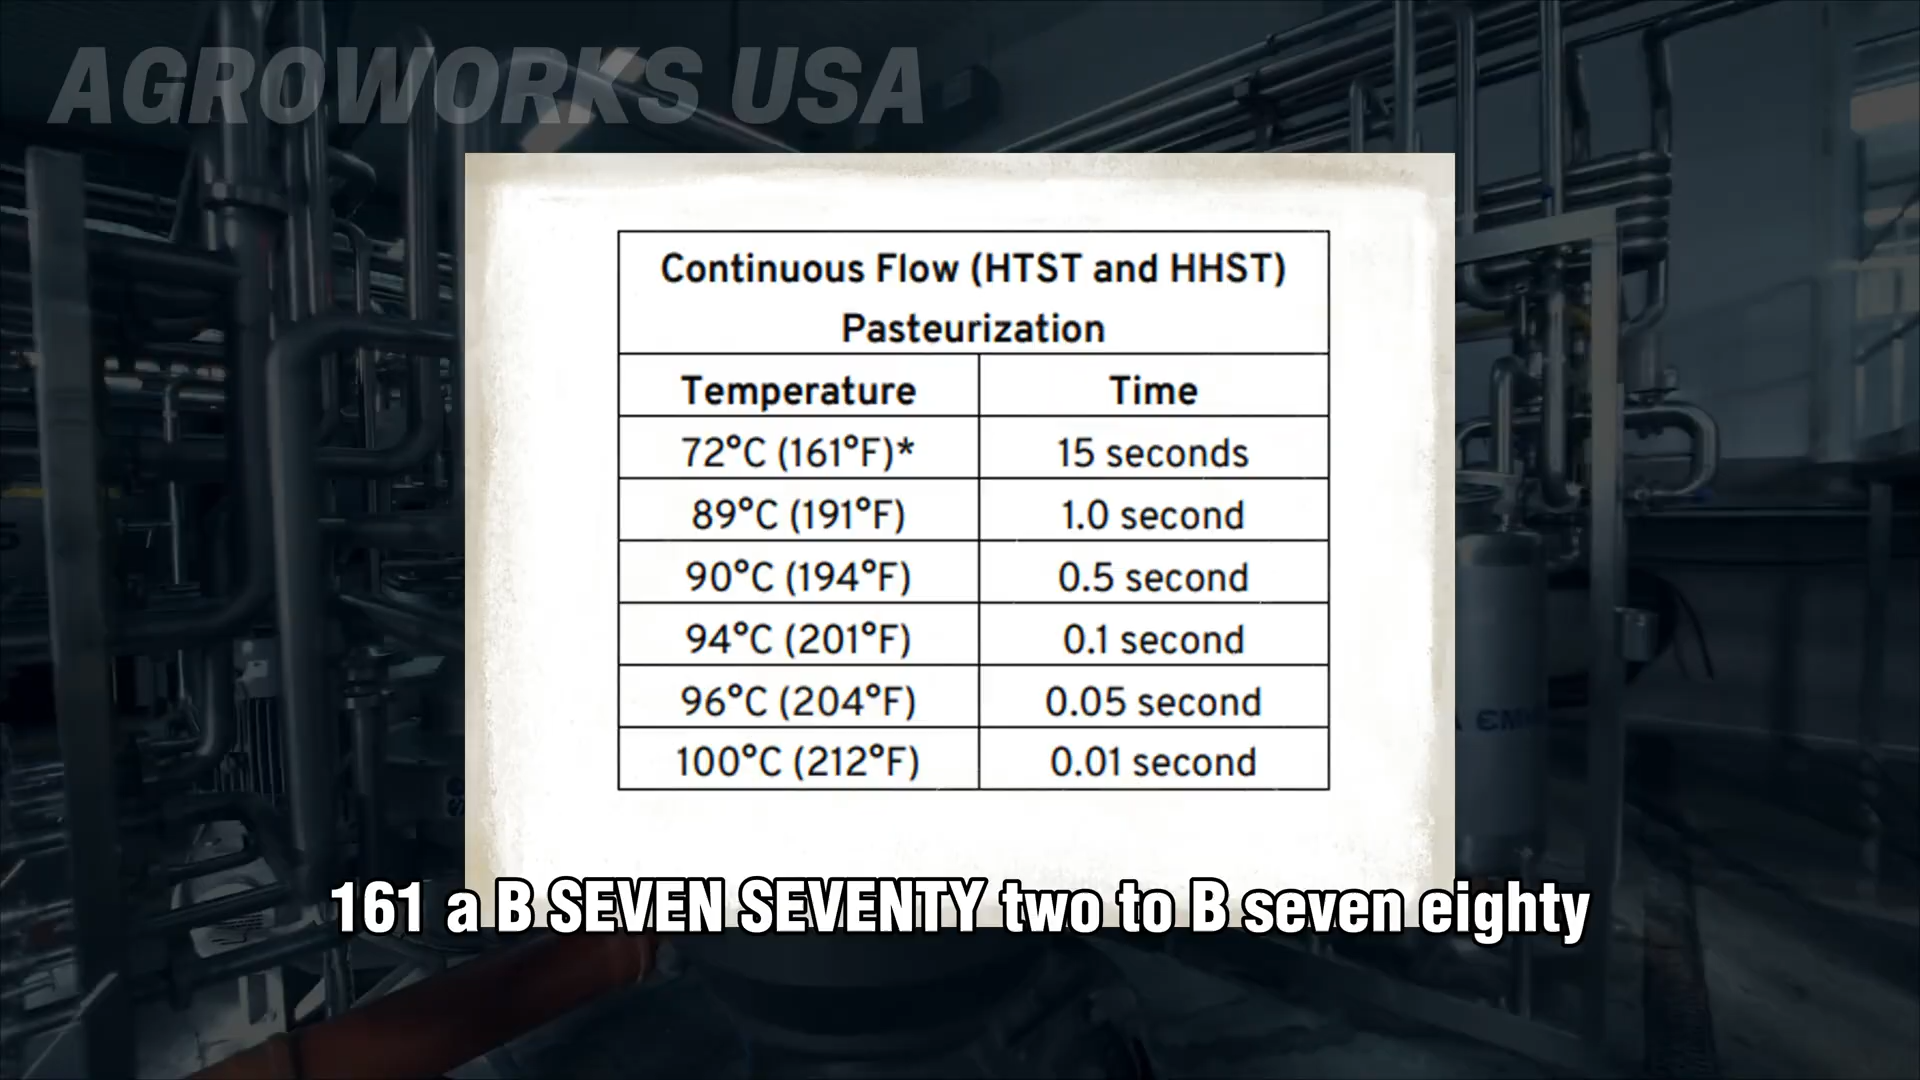 AGROWORKS USA
Continuous Flow (HTST and HHST)
Pasteurization
Temperature Time
72°C (161°F)* 15 seconds
89°C (191°F) 1.0 second
90°C (194°F) 0.5 second
94°C (201°F) 0.1 second
96°C (204°F) 0.05 second
100°C (212°F) 0.01 second
161 a B SEVEN SEVENTY two to B seven eighty